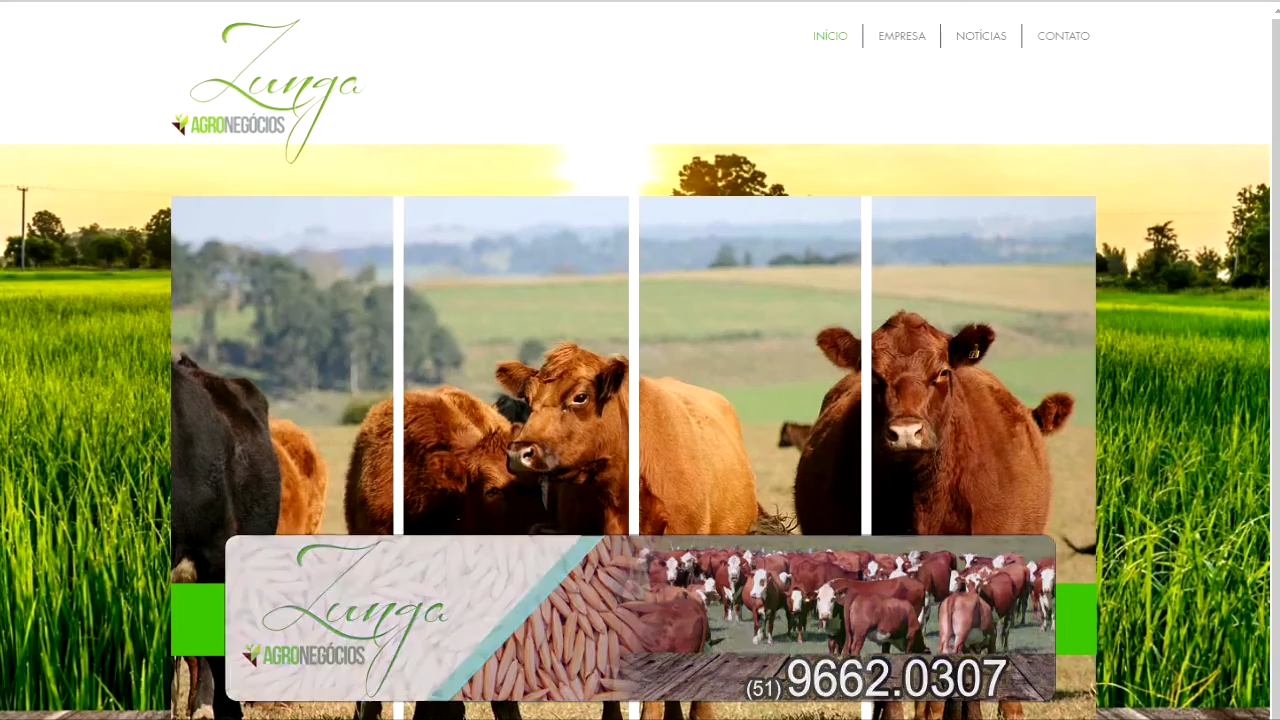 Zunga
AGRONEGÓCIOS
INÍCIO
EMPRESA
NOTÍCIAS
CONTATO
Zunga
AGRONEGÓCIOS
(51) 9662.0307